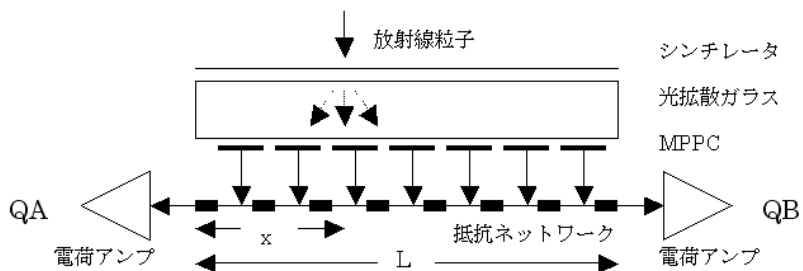 放射線粒子
シンチレータ
光拡散ガラス
MPPC
QA
QB
x
抵抗ネットワーク
電荷アンプ
L
電荷アンプ